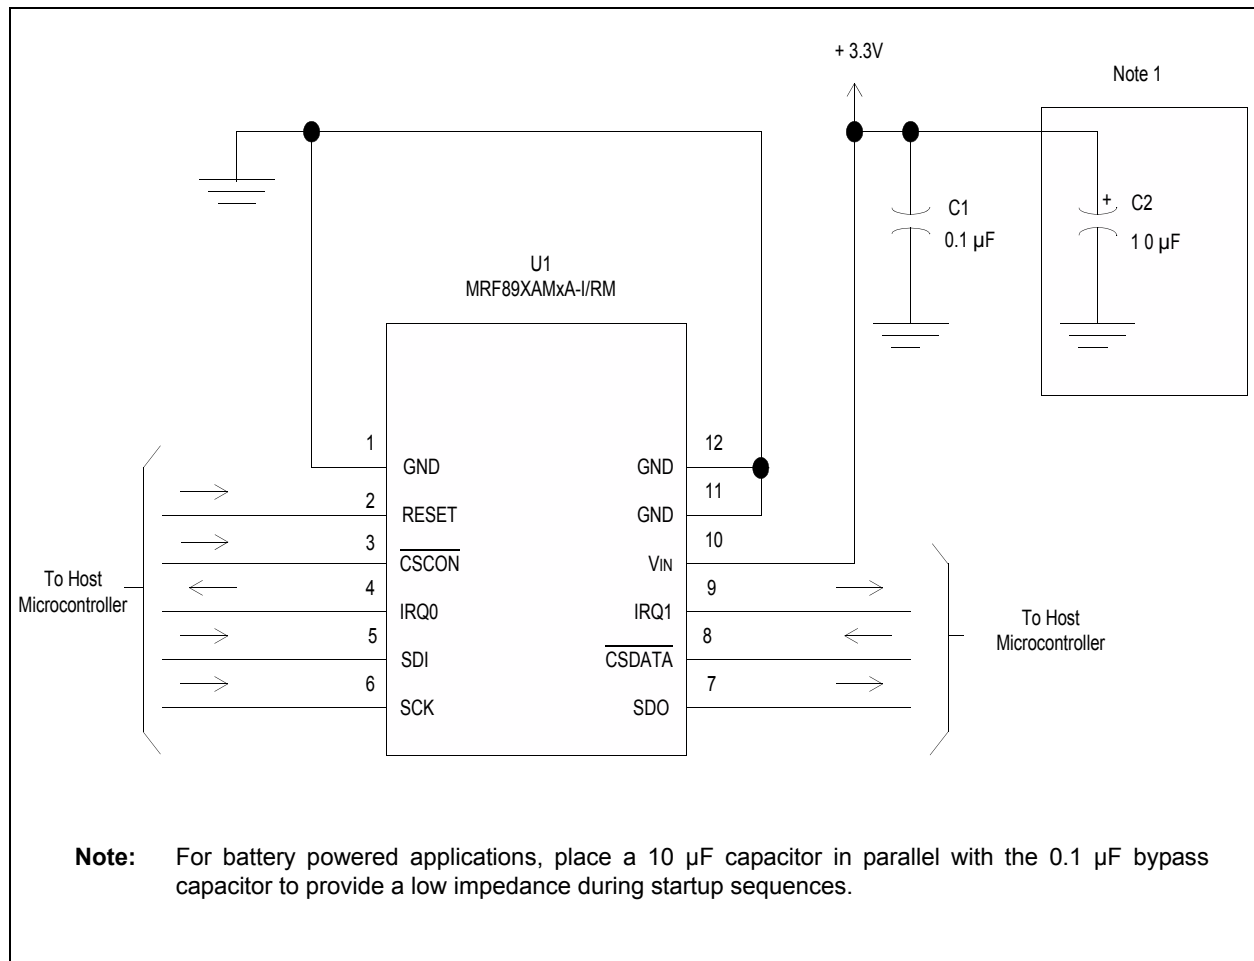 + 3.3V
Note 1
C1
0.1 µF
+
C2
1 0 µF
U1
MRF89XAMxA-I/RM
1
GND
2
RESET
3
CSCON
4
IRQ0
5
SDI
6
SCK
12
GND
11
GND
10
VIN
9
IRQ1
8
CSDATA
7
SDO
To Host
Microcontroller
To Host
Microcontroller
Note: For battery powered applications, place a 10 µF capacitor in parallel with the 0.1 µF bypass
capacitor to provide a low impedance during startup sequences.